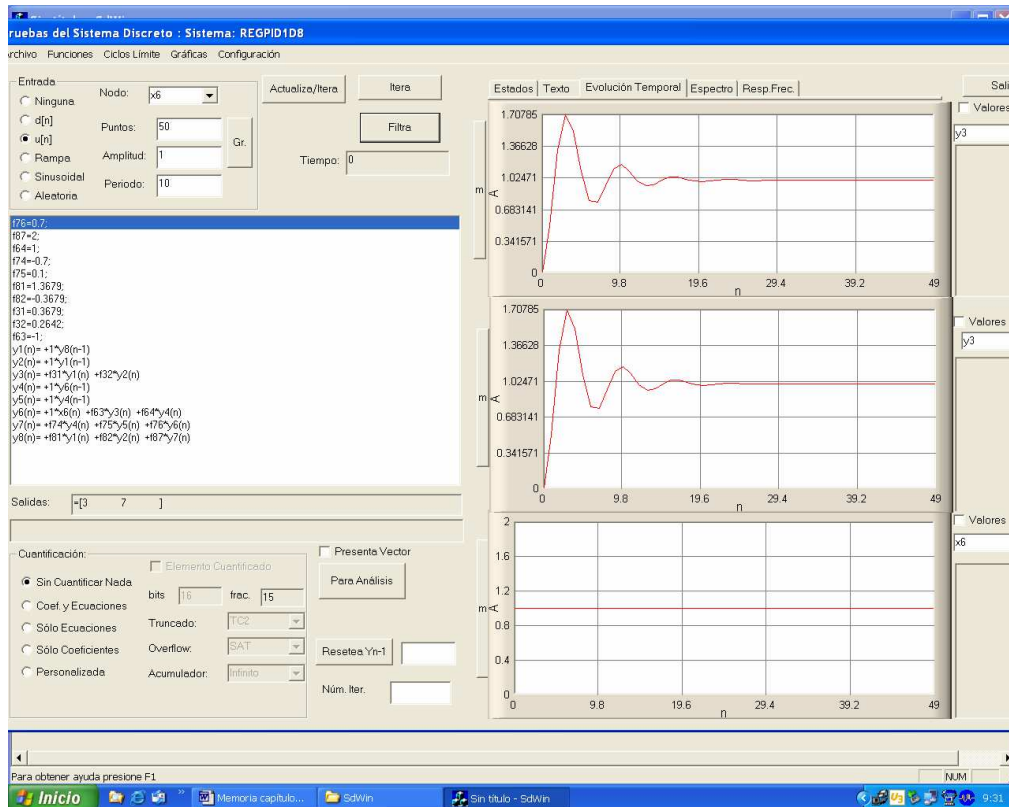 ruebas del Sistema Discreto : Sistema: REGPID1D8
rchivo Funciones Ciclos Límite Gráficas Configuración
Entrada
Ninguna
d[n]
u[n]
Rampa
Sinusoidal
Aleatoria
Nodo: x6
Puntos: 50
Amplitud: 1
Periodo: 10
Gr.
Actualiza/Itera
Itera
Filtra
Tiempo: 0
f76=0.7;
f87=2;
f64=1;
f74=-0.7;
f75=0.1;
f81=1.3679;
f82=-0.3679;
f31=0.3679;
f32=0.2642;
f63=-1;
y1(n)= +1*y8(n-1)
y2(n)= +1*y1(n-1)
y3(n)= +f31*y1(n) +f32*y2(n)
y4(n)= +1*y6(n-1)
y5(n)= +1*y4(n-1)
y6(n)= +1*x6(n) +f63*y3(n) +f64*y4(n)
y7(n)= +f74*y4(n) +f75*y5(n) +f76*y6(n)
y8(n)= +f81*y1(n) +f82*y2(n) +f87*y7(n)
Salidas: =[3 7 ]
Cuantificación:
Sin Cuantificar Nada
Coef. y Ecuaciones
Sólo Ecuaciones
Sólo Coeficientes
Personalizada
Elemento Cuantificado
bits 16 frac. 15
Truncado: TC2
Overflow: SAT
Acumulador: Infinito
Presenta Vector
Para Análisis
Resetea Yn-1
Núm. Iter.
Estados Texto Evolución Temporal Espectro Resp.Frec.
Sali
Valores
y3
m
A
1.70785
1.36628
1.02471
0.683141
0.341571
0
0 9.8 19.6 29.4 39.2 49
n
Valores
y3
m
A
1.70785
1.36628
1.02471
0.683141
0.341571
0
0 9.8 19.6 29.4 39.2 49
n
Valores
x6
m
A
2
1.6
1.2
0.8
0.4
0
0 9.8 19.6 29.4 39.2 49
n
Para obtener ayuda presione F1
NUM
Inicio
Memoria capítulo...
SdWin
Sin título - SdWin
9:31